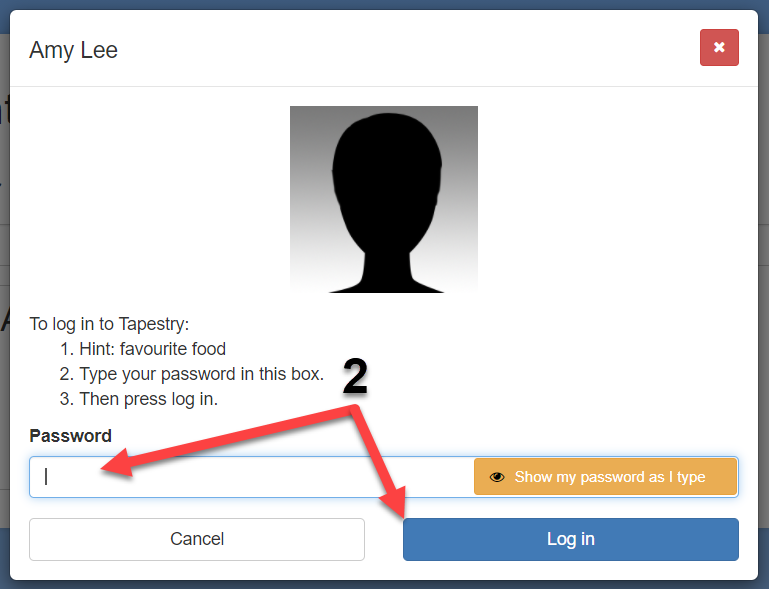 Amy Lee
To log in to Tapestry:
1. Hint: favourite food
2. Type your password in this box.
3. Then press log in.
2
Password
Show my password as I type
Cancel
Log in